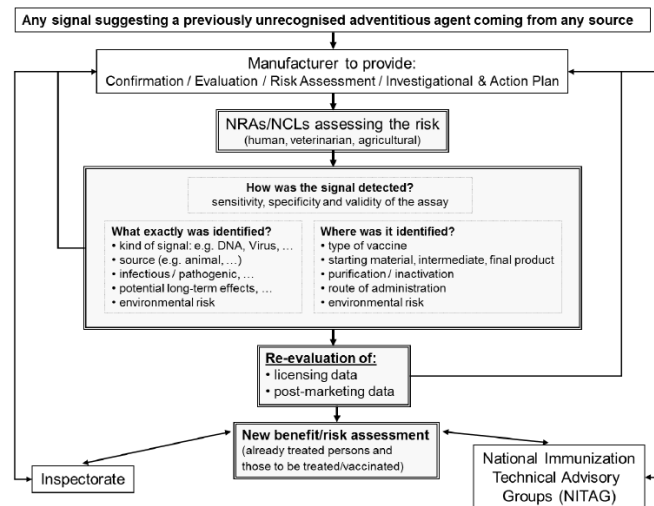 Any signal suggesting a previously unrecognised adventitious agent coming from any source
Manufacturer to provide:
Confirmation / Evaluation / Risk Assessment / Investigational & Action Plan
NRAs/NCLs assessing the risk
(human, veterinarian, agricultural)
How was the signal detected?
sensitivity, specificity and validity of the assay
What exactly was identified?
• kind of signal: e.g. DNA, Virus, ...
• source (e.g. animal, ...)
• infectious / pathogenic, ...
• potential long-term effects, ...
• environmental risk
Where was it identified?
• type of vaccine
• starting material, intermediate, final product
• purification / inactivation
• route of administration
• environmental risk
Re-evaluation of:
• licensing data
• post-marketing data
New benefit/risk assessment
(already treated persons and
those to be treated/vaccinated)
Inspectorate
National Immunization
Technical Advisory
Groups (NITAG)